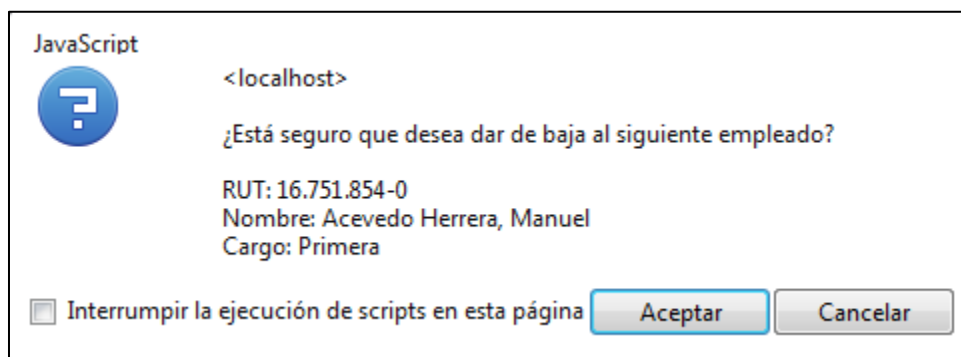 JavaScript
<localhost>
¿Está seguro que desea dar de baja al siguiente empleado?
RUT: 16.751.854-0
Nombre: Acevedo Herrera, Manuel
Cargo: Primera
Interrumpir la ejecución de scripts en esta página Aceptar Cancelar